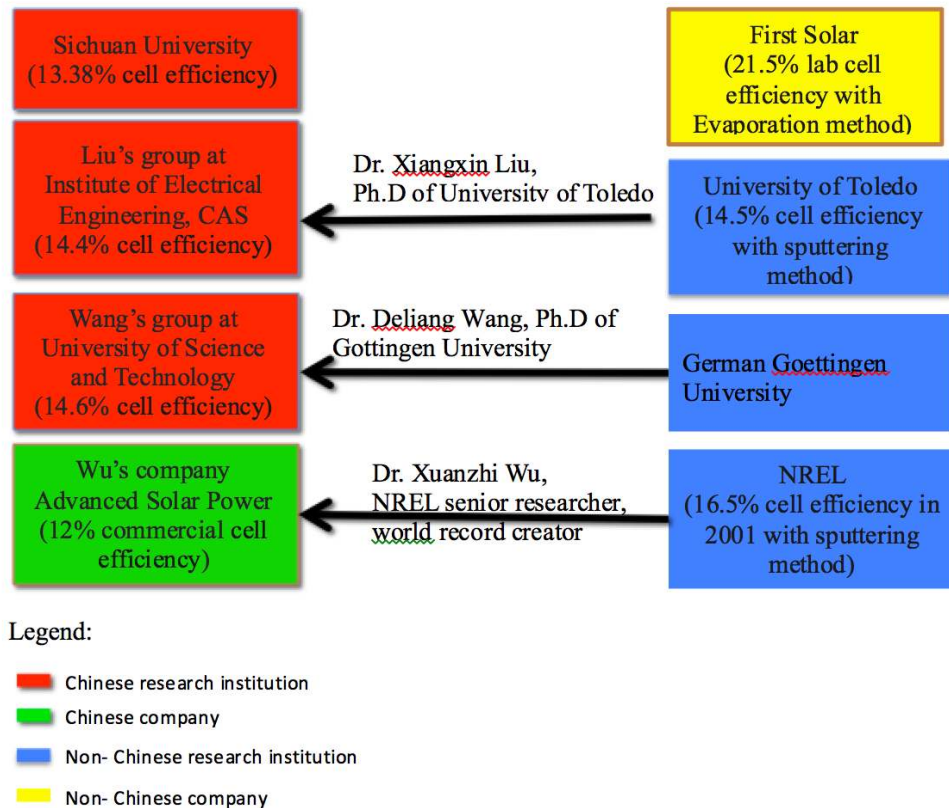 Sichuan University
(13.38% cell efficiency)
First Solar
(21.5% lab cell
efficiency with
Evaporation method)
Liu's group at
Institute of Electrical
Engineering, CAS
(14.4% cell efficiency)
Dr. Xiangxin Liu,
Ph.D of University of Toledo
University of Toledo
(14.5% cell efficiency
with sputtering
method)
Wang's group at
University of Science
and Technology
(14.6% cell efficiency)
Dr. Deliang Wang, Ph.D of
Gottingen University
German Goettingen
University
Wu's company
Advanced Solar Power
(12% commercial cell
efficiency)
Dr. Xuanzhi Wu,
NREL senior researcher,
world record creator
NREL
(16.5% cell efficiency in
2001 with sputtering
method)
Legend:
Chinese research institution
Chinese company
Non- Chinese research institution
Non- Chinese company